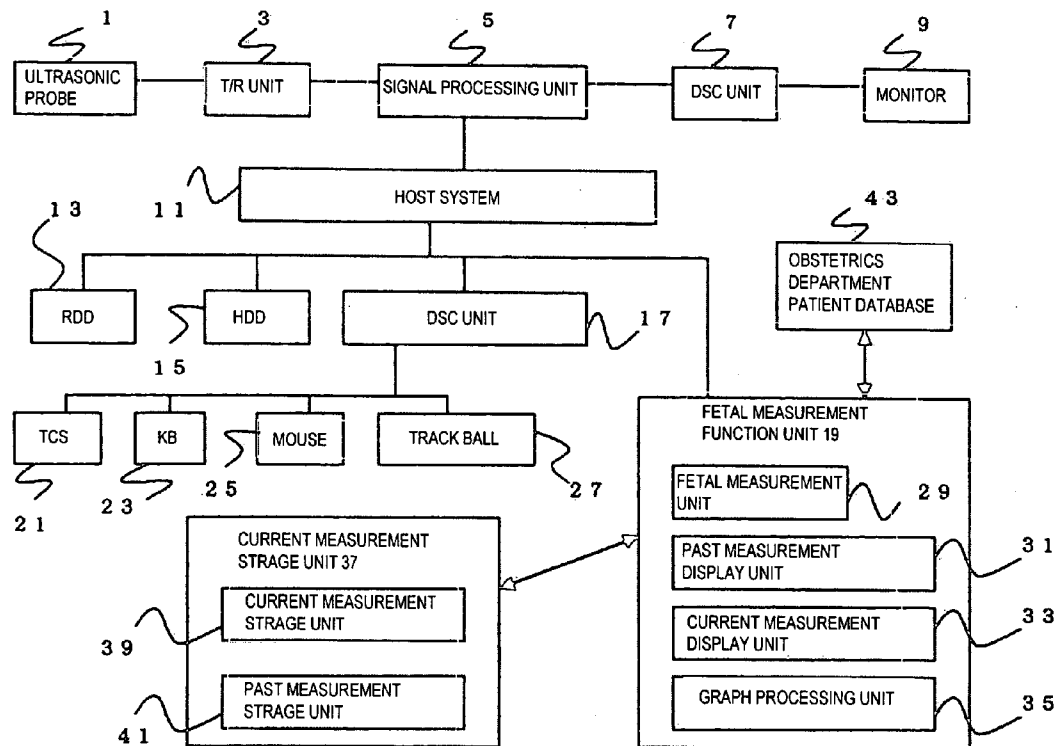 1
3
5
7
9
ULTRASONIC
PROBE
T/R UNIT
SIGNAL PROCESSING UNIT
DSC UNIT
MONITOR
HOST SYSTEM
11
13
43
OBSTETRICS
DEPARTMENT
PATIENT DATABASE
RDD
HDD
DSC UNIT
17
15
TCS
KB
MOUSE
TRACK BALL
21
23
25
27
FETAL MEASUREMENT
FUNCTION UNIT 19
FETAL MEASUREMENT
UNIT
29
PAST MEASUREMENT
DISPLAY UNIT
31
CURRENT MEASUREMENT
DISPLAY UNIT
33
GRAPH PROCESSING UNIT
35
CURRENT MEASUREMENT
STRAGE UNIT 37
CURRENT MEASUREMENT
STRAGE UNIT
39
PAST MEASUREMENT
STRAGE UNIT
41